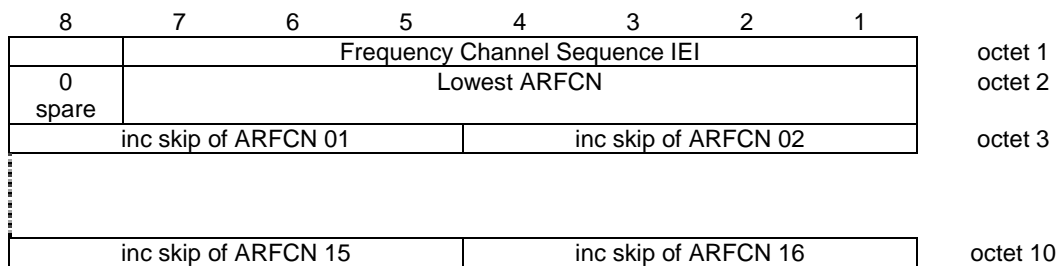 8 7 6 5 4 3 2 1
Frequency Channel Sequence IEI octet 1
0 Lowest ARFCN octet 2
spare
inc skip of ARFCN 01 inc skip of ARFCN 02 octet 3
inc skip of ARFCN 15 inc skip of ARFCN 16 octet 10